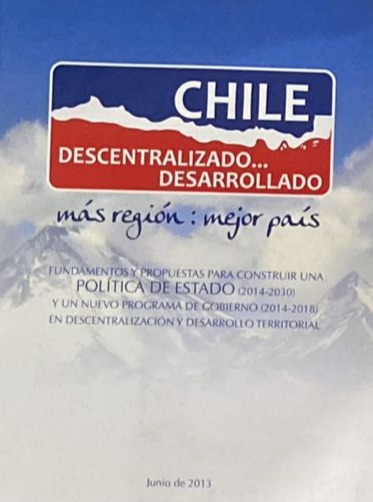 CHILE
DESCENTRALIZADO...
DESARROLLADO
más región : mejor país
FUNDAMENTOS Y PROPUESTAS PARA CONSTRUIR UNA
POLÍTICA DE ESTADO (2014-2030)
Y UN NUEVO PROGRAMA DE GOBIERNO (2014-2018)
EN DESCENTRALIZACIÓN Y DESARROLLO TERRITORIAL
Junio de 2013